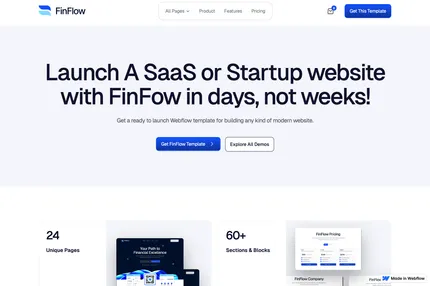 FinFlow
All Pages
Product
Features
Pricing
Get This Template
Launch A SaaS or Startup website
with FinFow in days, not weeks!
Get a ready to launch Webflow template for building any kind of modern website.
Get FinFlow Template
Explore All Demos
24
Unique Pages
60+
Sections & Blocks
Your Path to
Financial Excellence
FinFlow Pricing
FinFlow Company
FinFlow
Made in Webflow